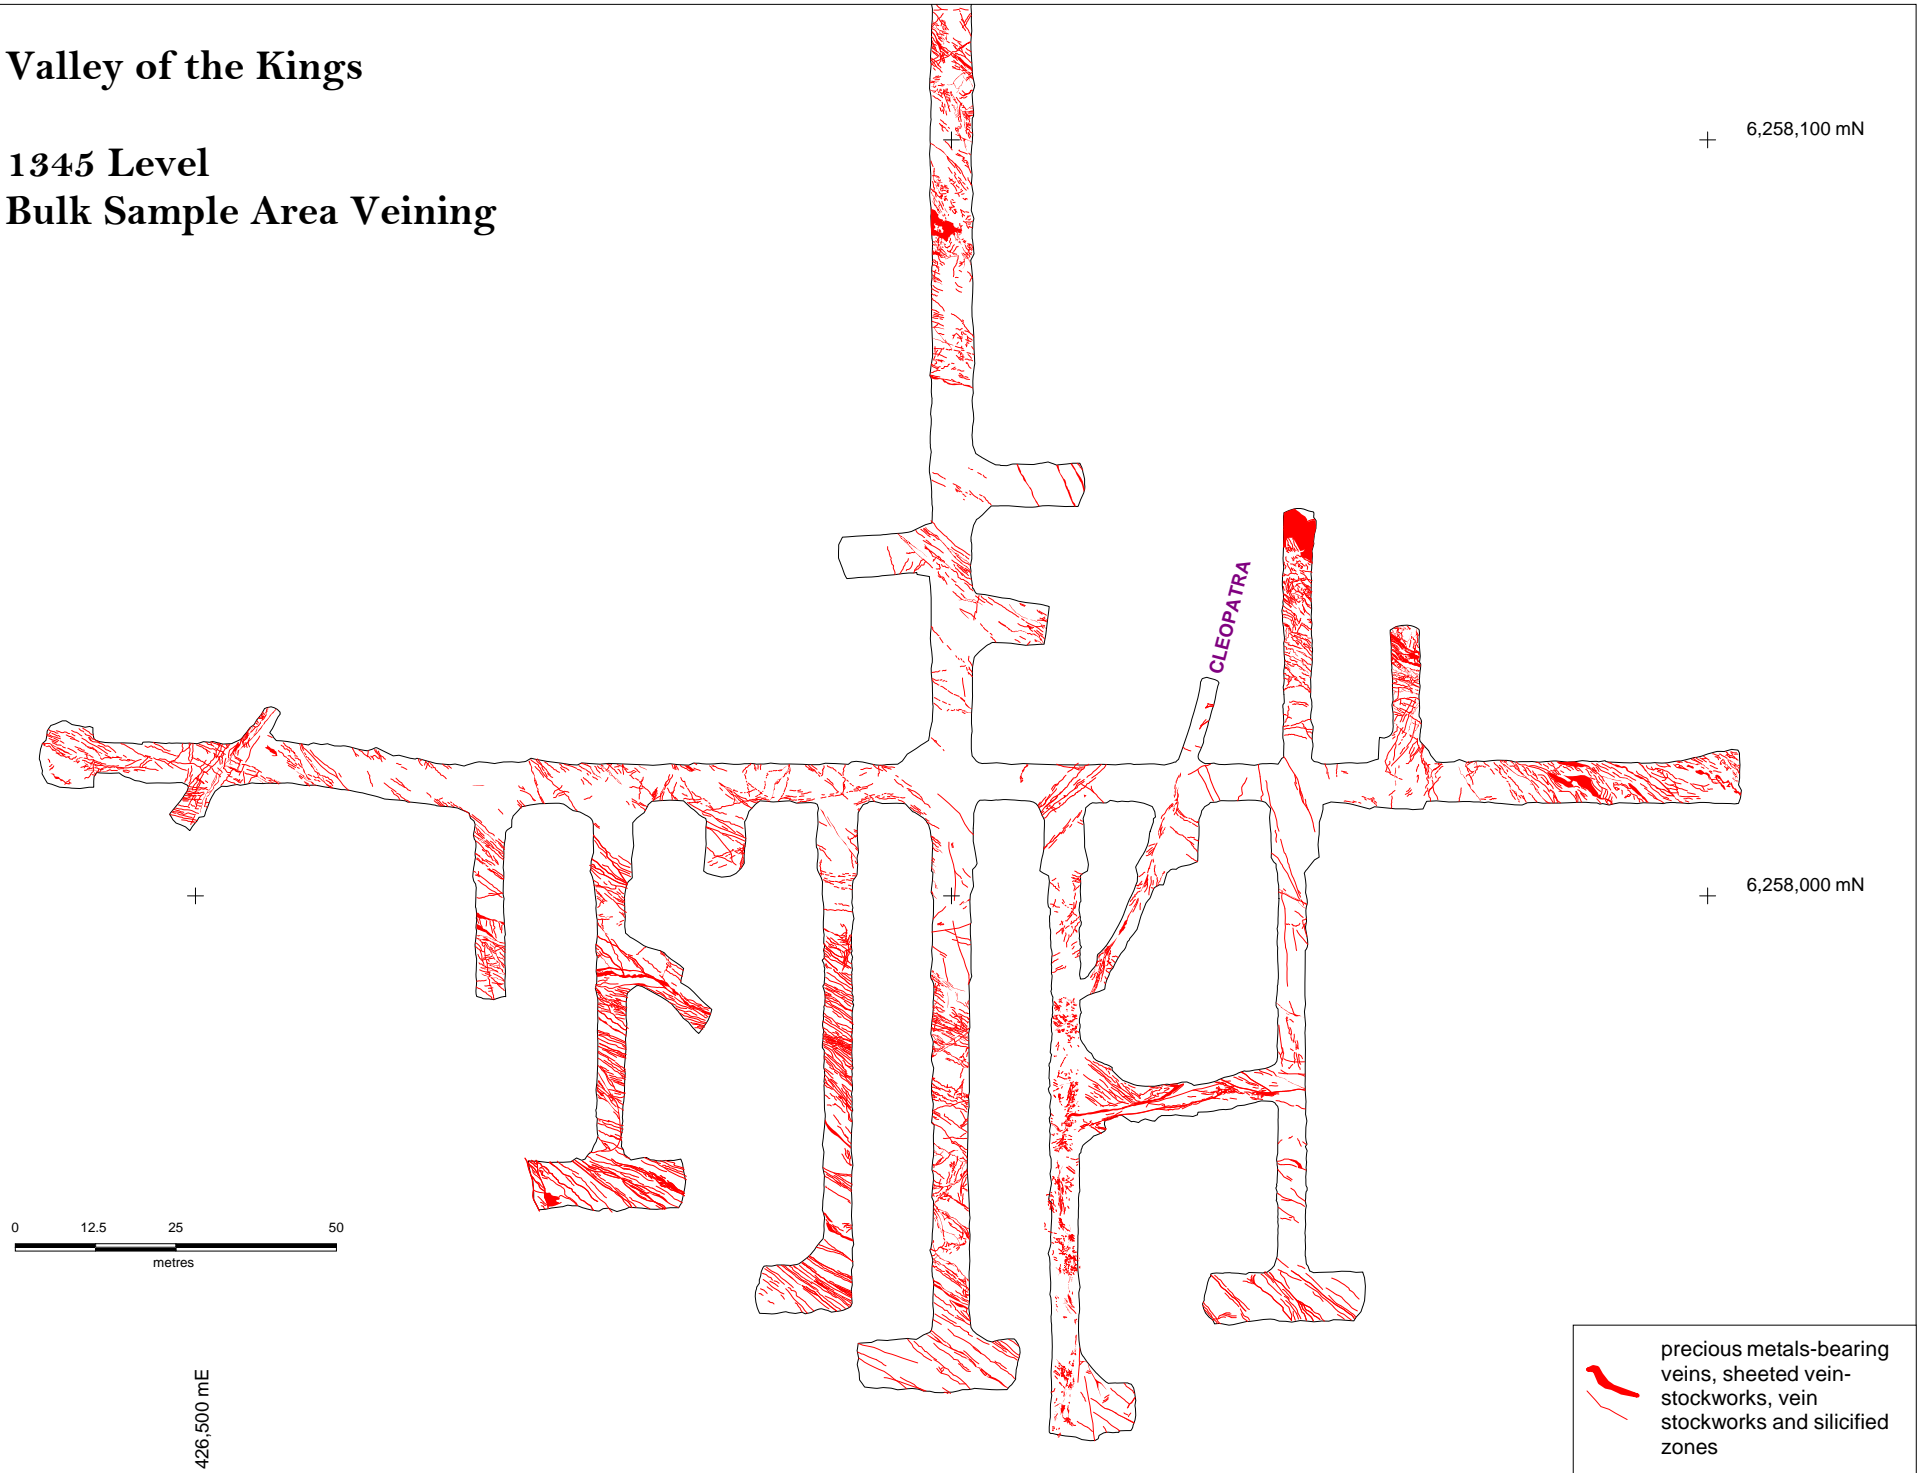 Valley of the Kings
1345 Level
Bulk Sample Area Veining
6,258,100 mN
CLEOPATRA
6,258,000 mN
0 12.5 25 50
metres
426,500 mE
precious metals-bearing
veins, sheeted vein-
stockworks, vein
stockworks and silicified
zones